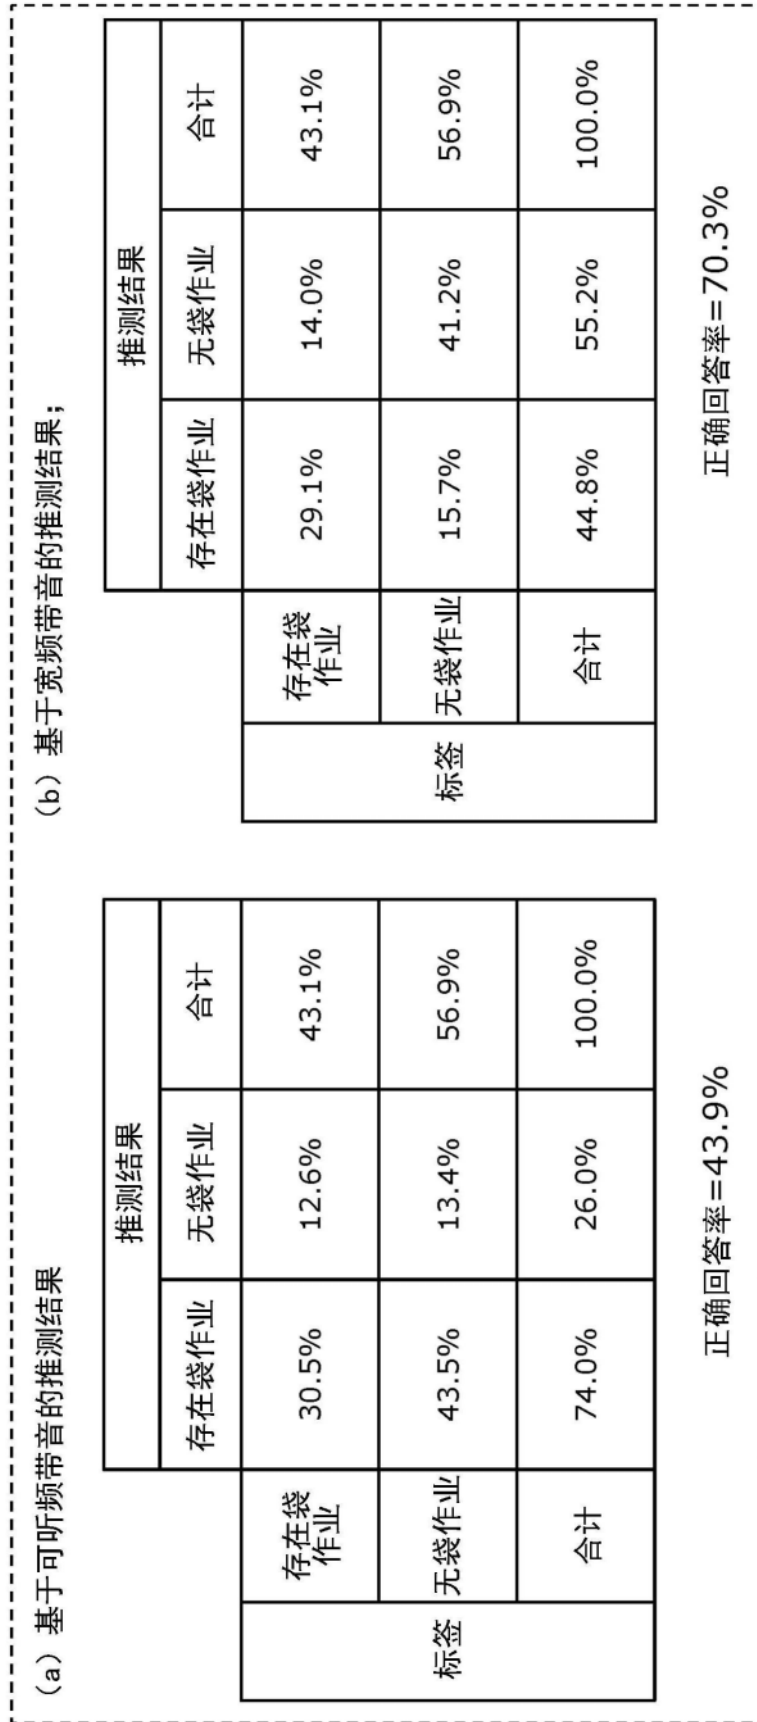 (a) 基于可听频带音的推测结果
推测结果
存在袋作业 无袋作业 合计
标签
存在袋
作业
30.5% 12.6% 43.1%
无袋作业 43.5% 13.4% 56.9%
合计 74.0% 26.0% 100.0%
正确回答率=43.9%
(b) 基于宽频带音的推测结果;
推测结果
存在袋作业 无袋作业 合计
标签
存在袋
作业
29.1% 14.0% 43.1%
无袋作业 15.7% 41.2% 56.9%
合计 44.8% 55.2% 100.0%
正确回答率=70.3%